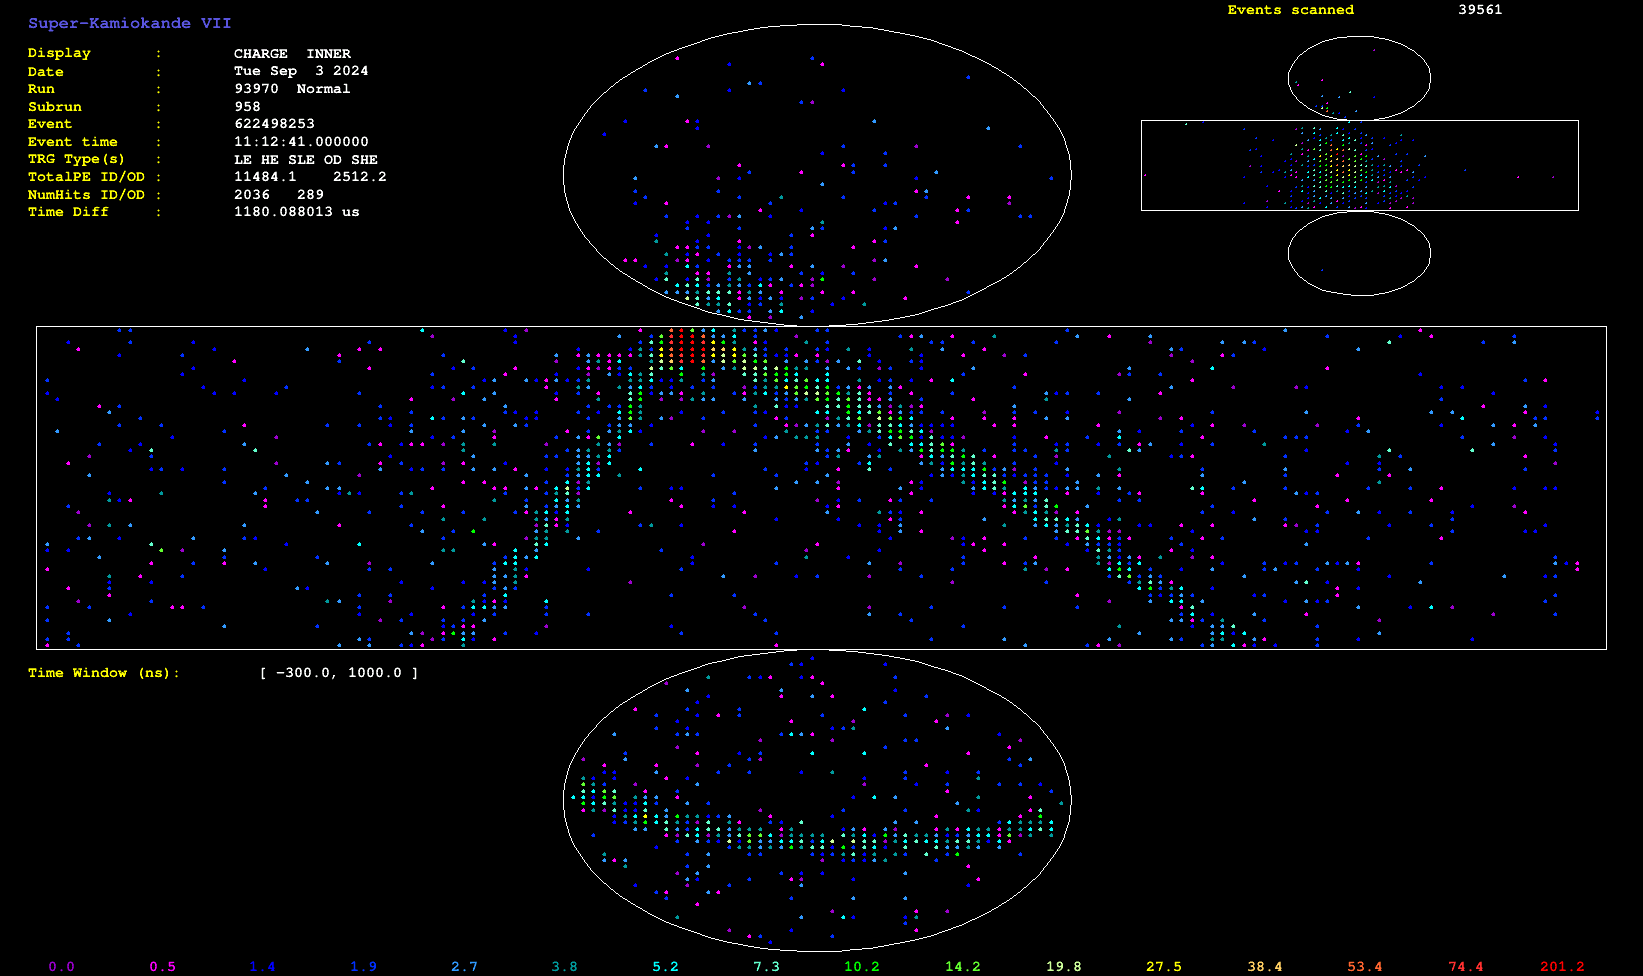 Super-Kamiokande VII
Display : CHARGE INNER
Date : Tue Sep 3 2024
Run : 93970 Normal
Subrun : 958
Event : 622498253
Event time : 11:12:41.000000
TRG Type(s) : LE HE SLE OD SHE
TotalPE ID/OD : 11484.1 2512.2
NumHits ID/OD : 2036 289
Time Diff : 1180.088013 us
Events scanned 39561
Time Window (ns): [ -300.0, 1000.0 ]
0.0 0.5 1.4 1.9 2.7 3.8 5.2 7.3 10.2 14.2 19.8 27.5 38.4 53.4 74.4 201.2